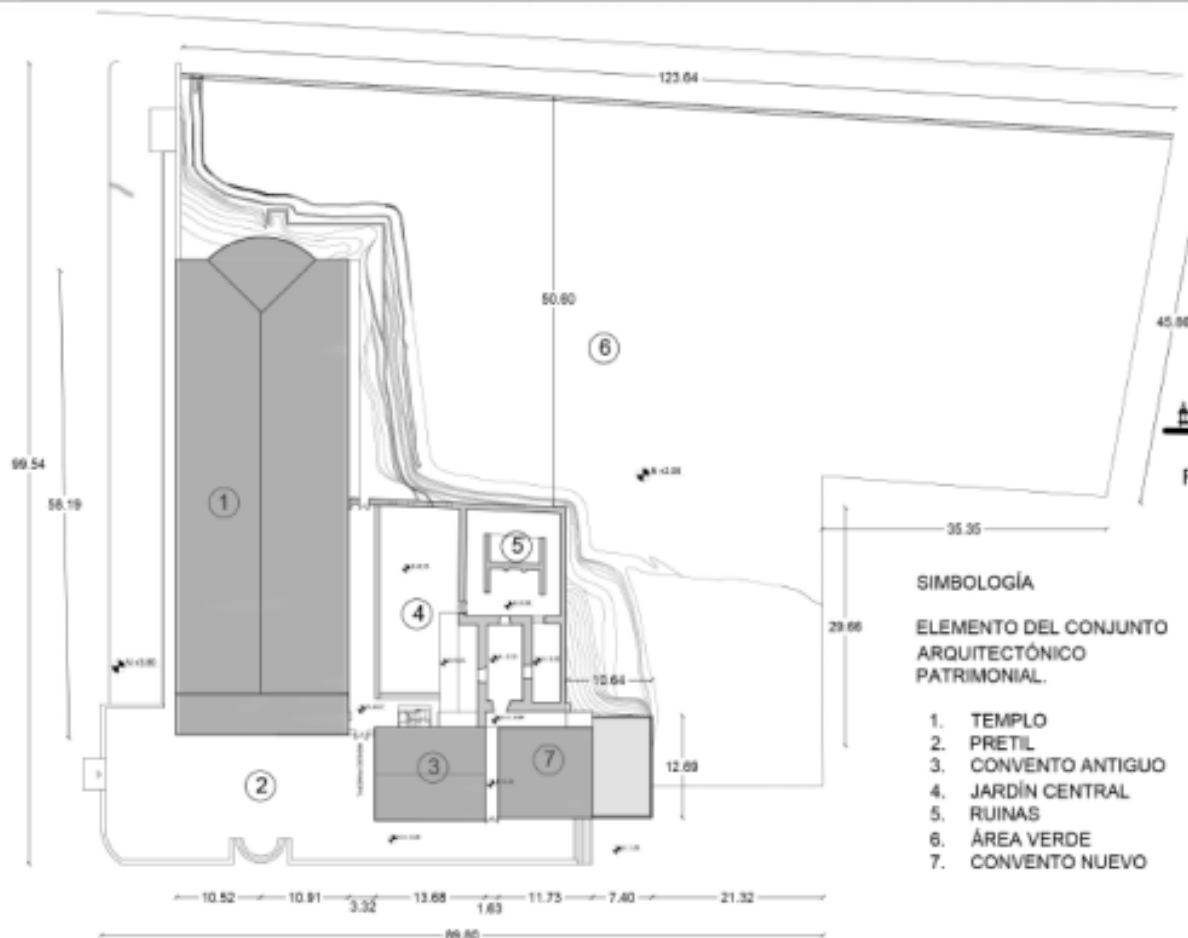 123.64
50.60
6
45.86
99.54
58.19
1
35.35
5
4
29.66
10.64
3
7
12.69
2
SIMBOLOGÍA
ELEMENTO DEL CONJUNTO
ARQUITECTÓNICO
PATRIMONIAL.
1. TEMPLO
2. PRETIL
3. CONVENTO ANTIGUO
4. JARDÍN CENTRAL
5. RUINAS
6. ÁREA VERDE
7. CONVENTO NUEVO
10.52 10.91 3.32 13.68 1.63 11.73 7.40 21.32
89.80